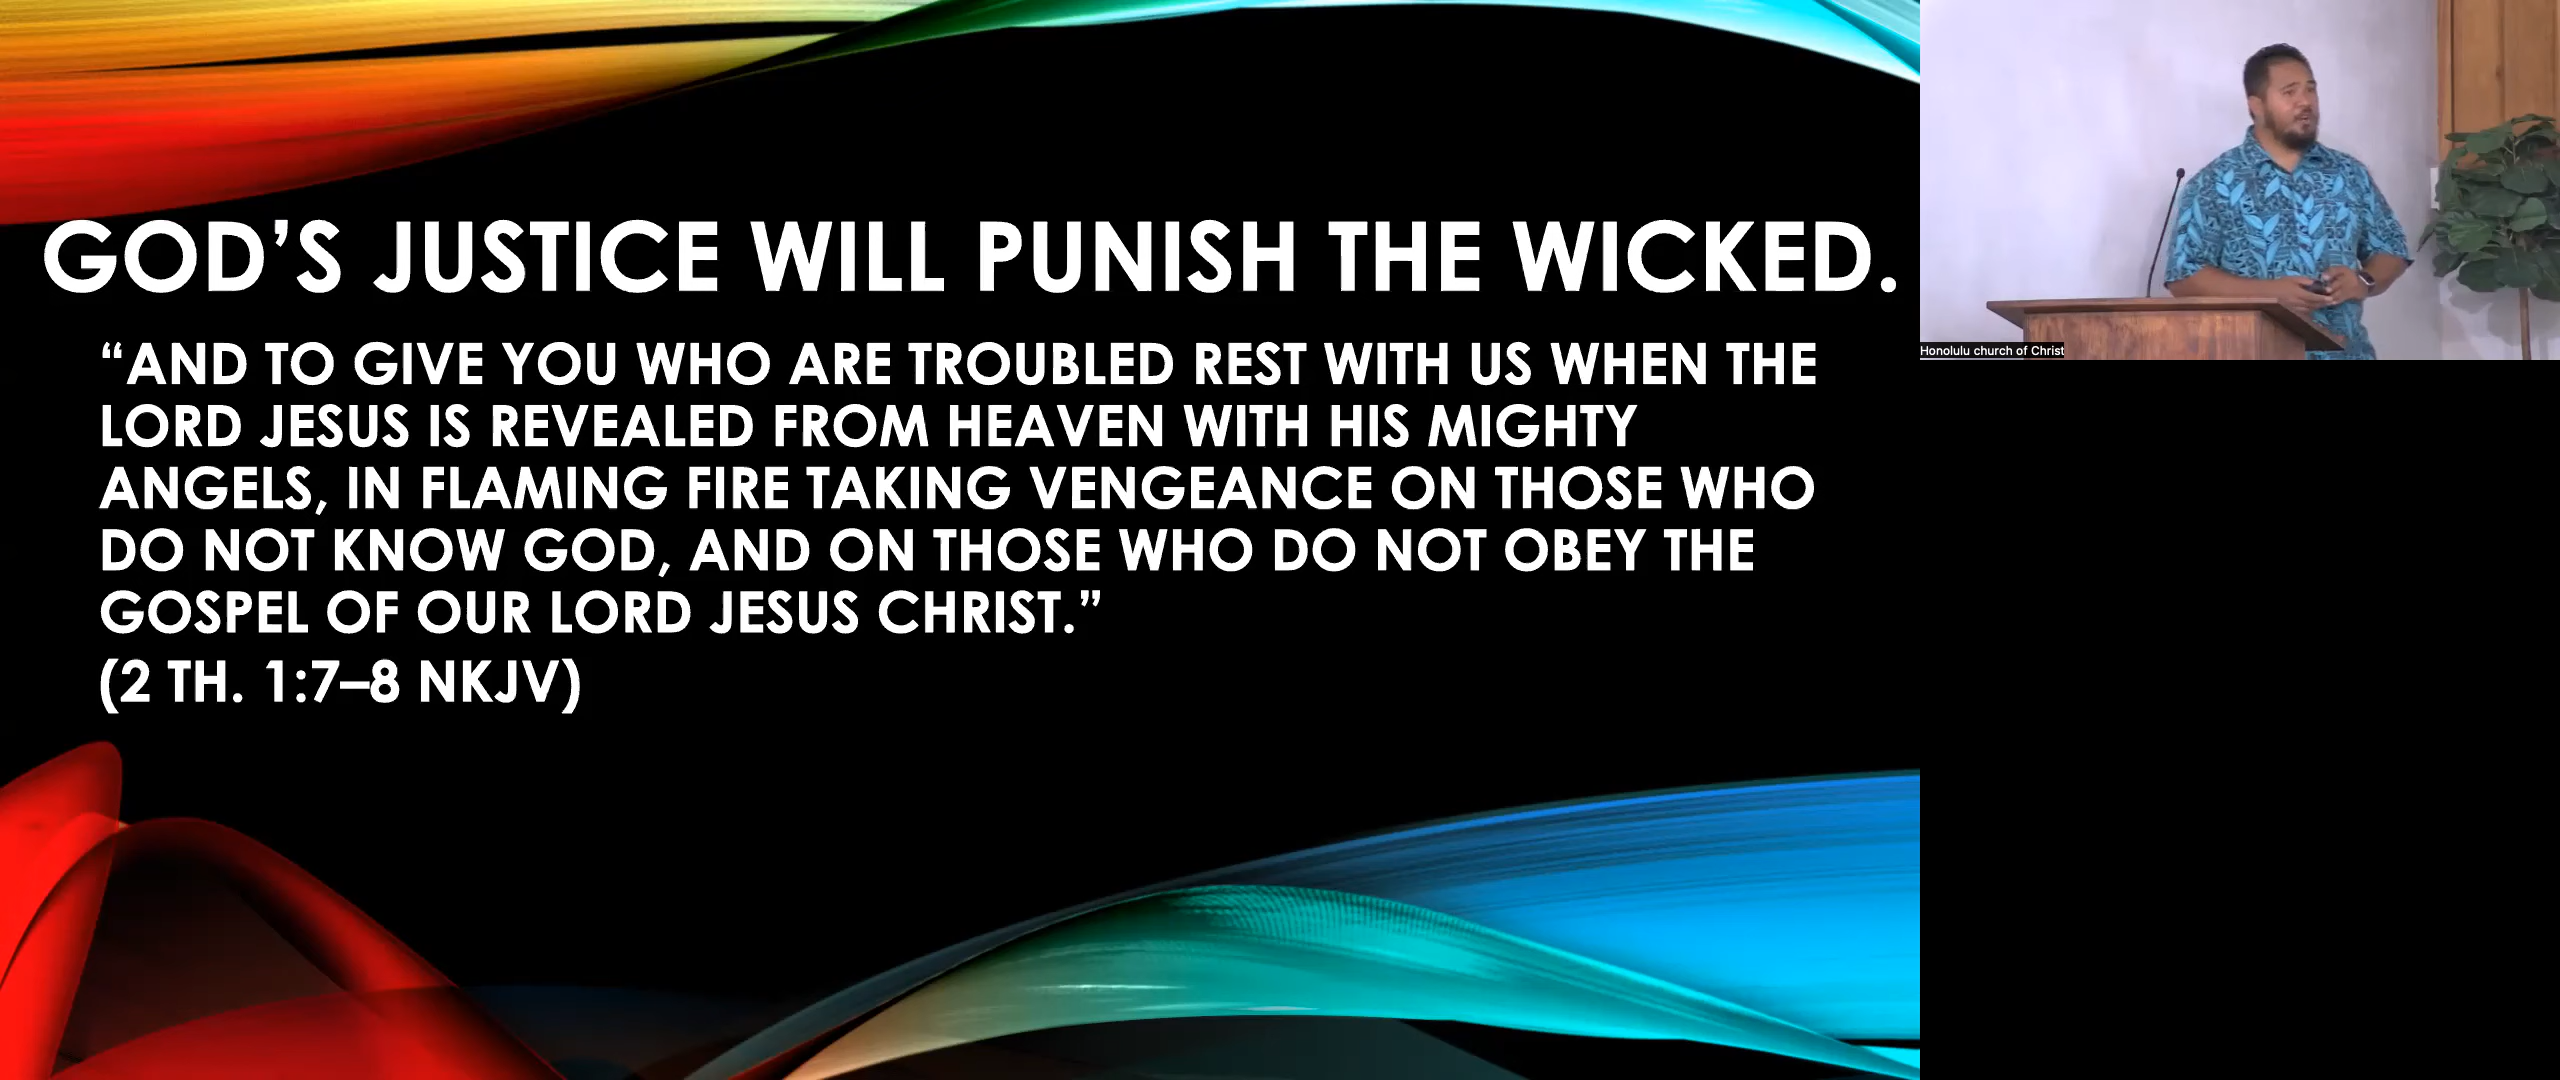 GOD’S JUSTICE WILL PUNISH THE WICKED.
“AND TO GIVE YOU WHO ARE TROUBLED REST WITH US WHEN THE
LORD JESUS IS REVEALED FROM HEAVEN WITH HIS MIGHTY
ANGELS, IN FLAMING FIRE TAKING VENGEANCE ON THOSE WHO
DO NOT KNOW GOD, AND ON THOSE WHO DO NOT OBEY THE
GOSPEL OF OUR LORD JESUS CHRIST.”
(2 TH. 1:7–8 NKJV)
Honolulu church of Christ